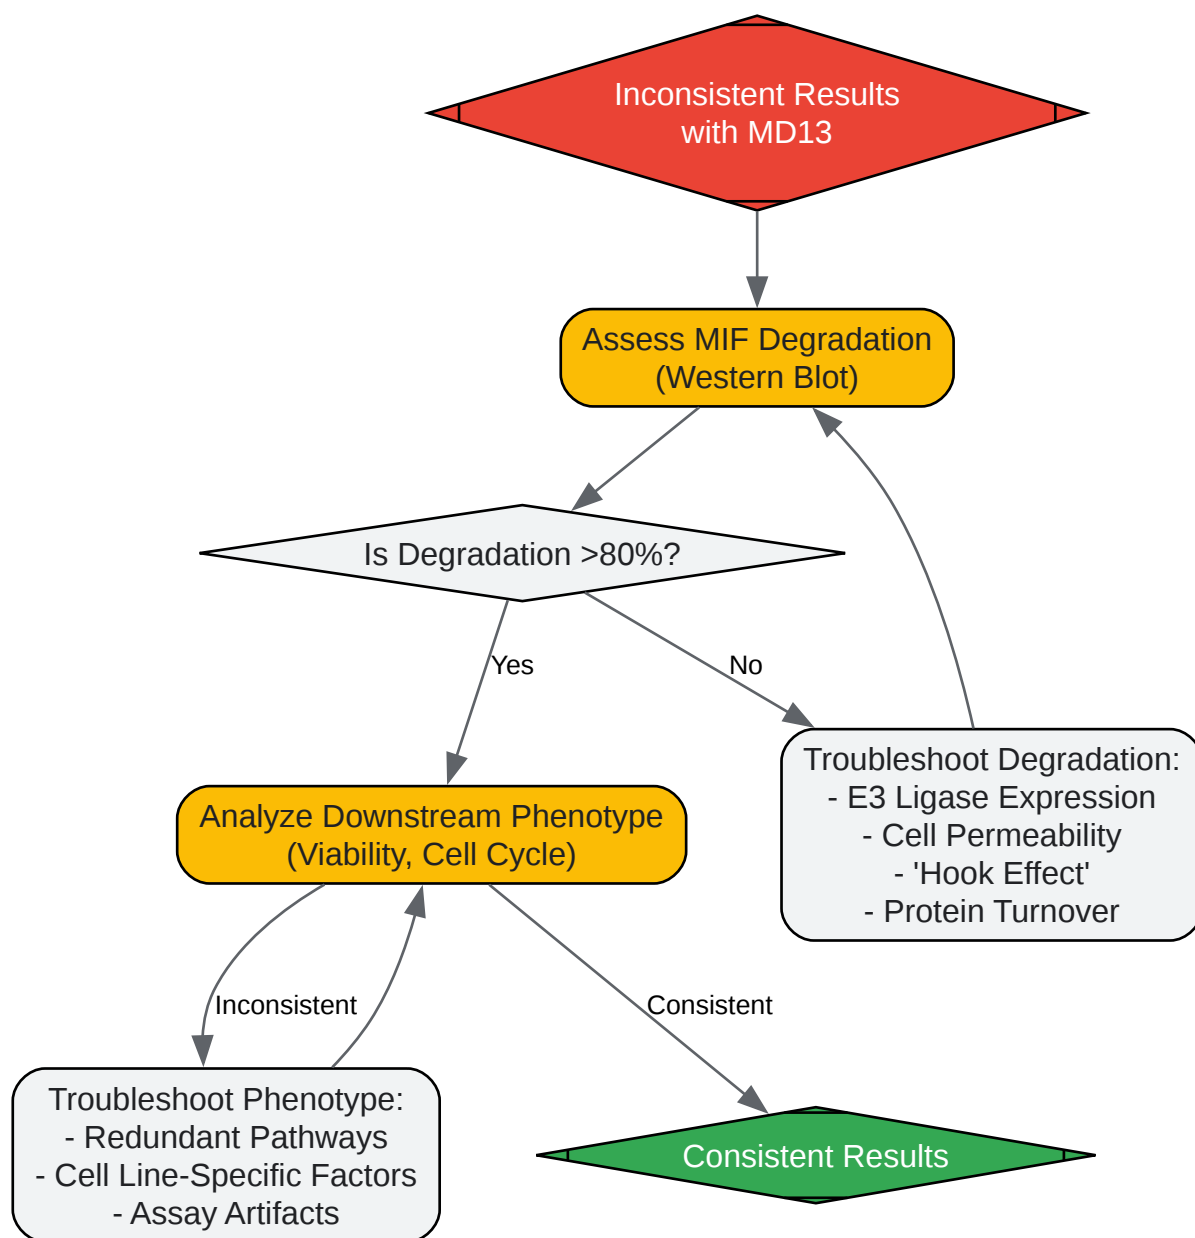 Inconsistent Results
with MD13
Assess MIF Degradation
(Western Blot)
Is Degradation >80%?
Yes
No
Troubleshoot Degradation:
- E3 Ligase Expression
- Cell Permeability
- 'Hook Effect'
- Protein Turnover
Analyze Downstream Phenotype
(Viability, Cell Cycle)
Inconsistent
Consistent
Troubleshoot Phenotype:
- Redundant Pathways
- Cell Line-Specific Factors
- Assay Artifacts
Consistent Results